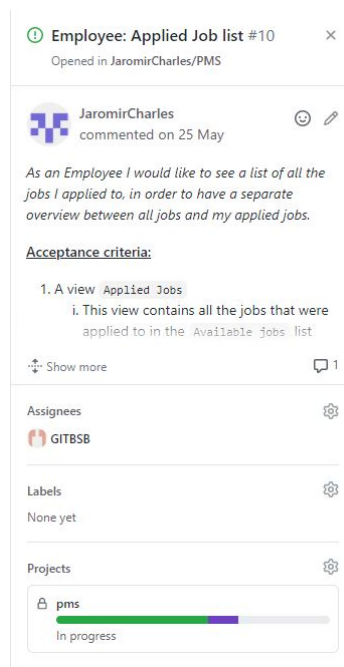 Employee: Applied Job list #10
Opened in JaromirCharles/PMS
JaromirCharles
commented on 25 May
As an Employee I would like to see a list of all the
jobs I applied to, in order to have a separate
overview between all jobs and my applied jobs.
Acceptance criteria:
1. A view Applied Jobs
i. This view contains all the jobs that were
applied to in the Available jobs list
Show more
1
Assignees
GITBSB
Labels
None yet
Projects
pms
In progress